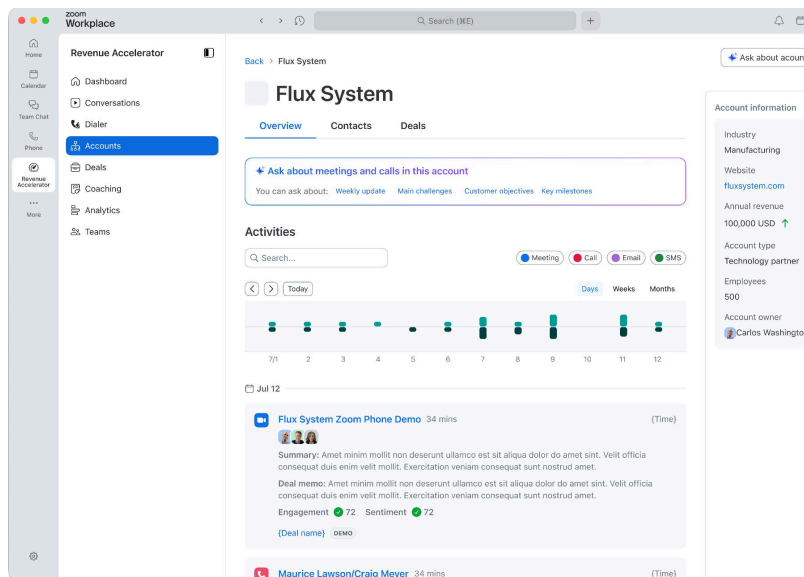 zoom
Workplace
Search (⌘E)
Home
Calendar
Team Chat
Phone
Revenue
Accelerator
More
Revenue Accelerator
Dashboard
Conversations
Dialer
Accounts
Deals
Coaching
Analytics
Teams
Back > Flux System
Flux System
Overview Contacts Deals
Ask about meetings and calls in this account
You can ask about: Weekly update Main challenges Customer objectives Key milestones
Activities
Search... Meeting Call Email SMS
Today Days Weeks Months
7/1 2 3 4 5 6 7 8 9 10 11 12
Jul 12
Flux System Zoom Phone Demo 34 mins {Time}
Summary: Amet minim mollit non deserunt ullamco est sit aliqua dolor do amet sint. Velit officia
consequat duis enim velit mollit. Exercitation veniam consequat sunt nostrud amet.
Deal memo: Amet minim mollit non deserunt ullamco est sit aliqua dolor do amet sint. Velit officia
consequat duis enim velit mollit. Exercitation veniam consequat sunt nostrud amet.
Engagement 72 Sentiment 72
{Deal name} DEMO
Maurice Lawson/Craig Meyer 34 mins {Time}
Ask about acoun
Account information
Industry
Manufacturing
Website
fluxsystem.com
Annual revenue
100,000 USD ↑
Account type
Technology partner
Employees
500
Account owner
Carlos Washingto